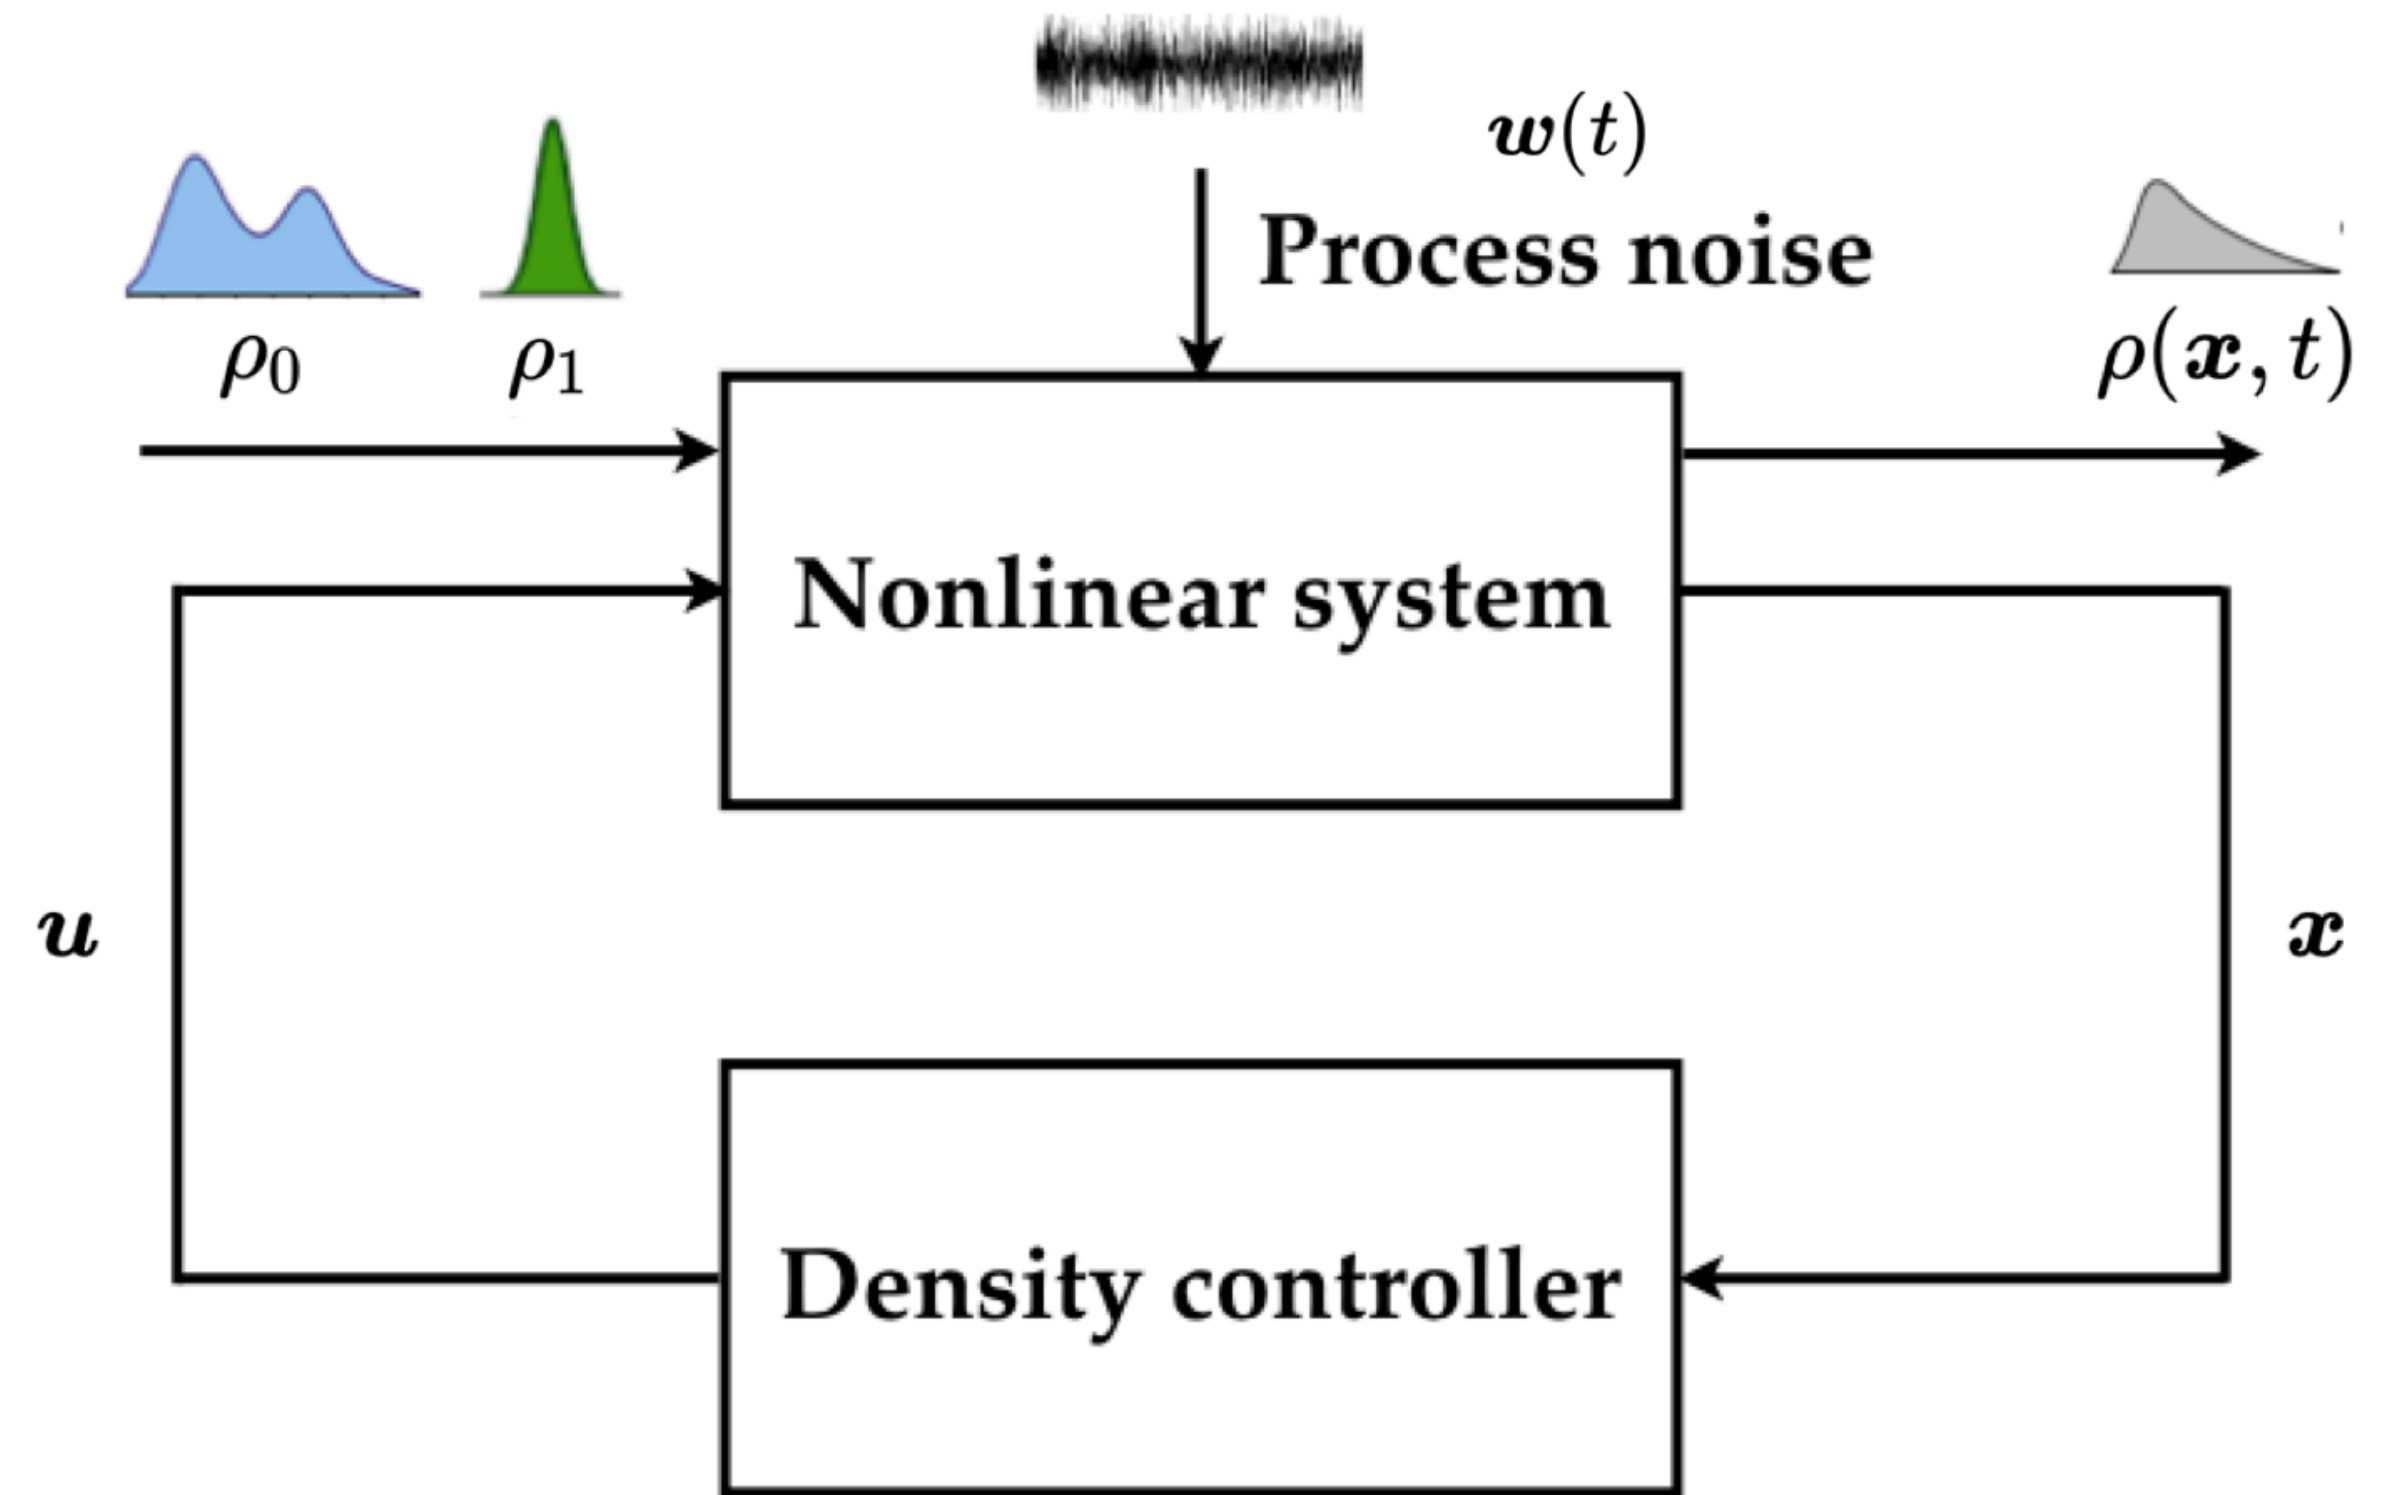 w(t)
Process noise
ρ₀ ρ₁
ρ(x, t)
Nonlinear system
u
x
Density controller